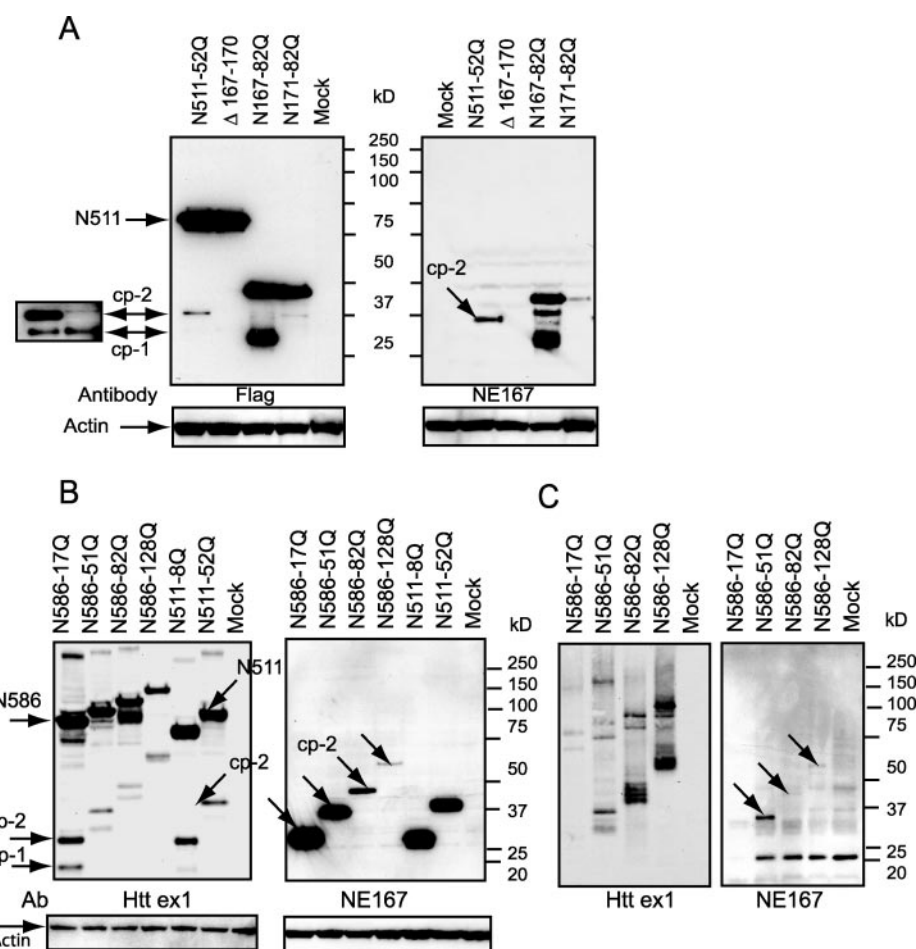 A
N511-52Q
Δ 167-170
N167-82Q
N171-82Q
Mock
kD
Mock
N511-52Q
Δ 167-170
N167-82Q
N171-82Q
250
150
100
75
50
37
25
N511
cp-2
cp-1
cp-2
Antibody
Flag
NE167
Actin
B
N586-17Q
N586-51Q
N586-82Q
N586-128Q
N511-8Q
N511-52Q
Mock
N586-17Q
N586-51Q
N586-82Q
N586-128Q
N511-8Q
N511-52Q
Mock
kD
250
150
100
75
50
37
25
20
N586
N511
cp-2
p-2
p-1
cp-2
Ab
Htt ex1
NE167
Actin
C
N586-17Q
N586-51Q
N586-82Q
N586-128Q
Mock
N586-17Q
N586-51Q
N586-82Q
N586-128Q
Mock
kD
250
150
100
75
50
37
25
20
Htt ex1
NE167